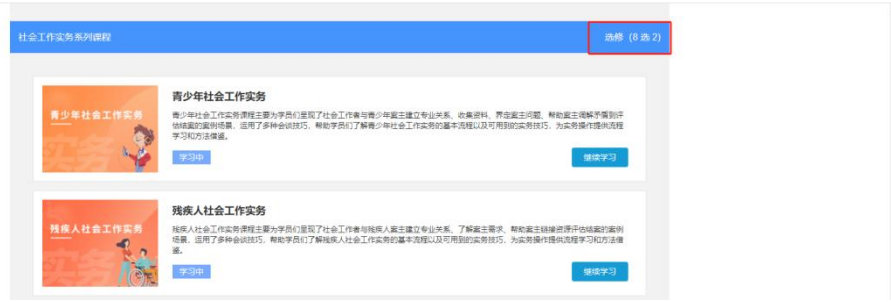 社会工作实务系列课程
选修 (8 选 2)
青少年社会工作实务
青少年社会工作实务
青少年社会工作实务课程主要为学员们呈现了社会工作者与青少年案主建立专业关系、收集资料、界定案主问题、帮助案主调解矛盾到评
估结案的案例场景，运用了多种会谈技巧，帮助学员们了解青少年社会工作实务的基本流程以及可用到的实务技巧，为实务操作提供流程
学习和方法借鉴。
实务
学习中
继续学习
残疾人社会工作实务
残疾人社会工作实务
残疾人社会工作实务课程主要为学员们呈现了社会工作者与残疾人案主建立专业关系、了解案主需求、帮助案主链接资源评估结案的案例
场景，运用了多种会谈技巧，帮助学员们了解残疾人社会工作实务的基本流程以及可用到的实务技巧，为实务操作提供流程学习和方法借
鉴。
实务
学习中
继续学习